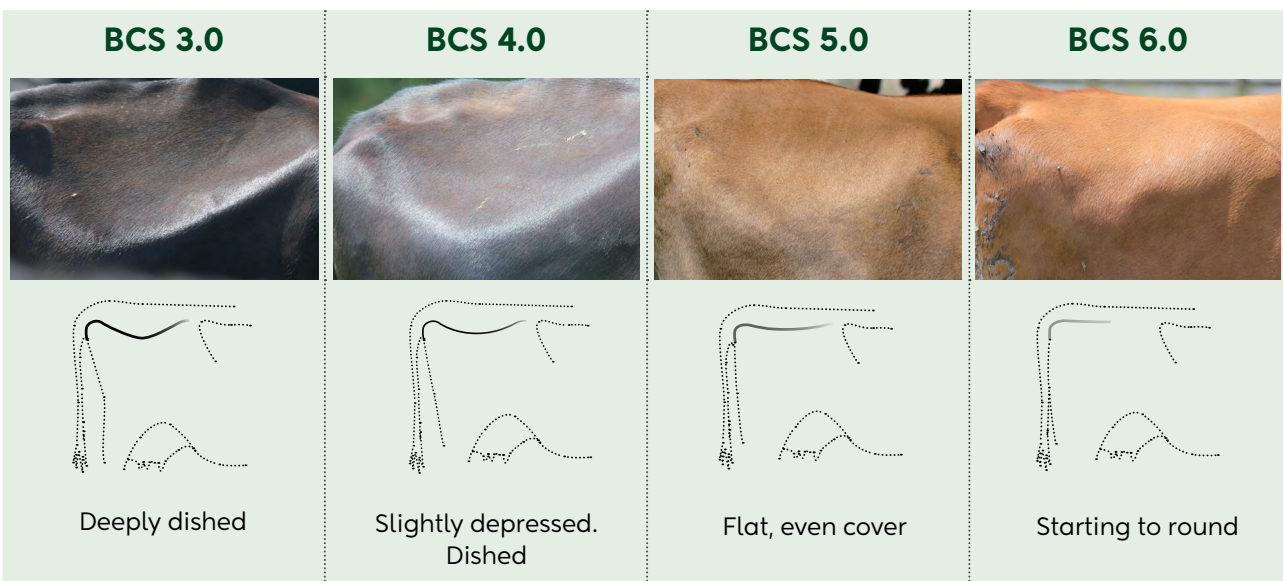 BCS 3.0
BCS 4.0
BCS 5.0
BCS 6.0
Deeply dished
Slightly depressed.
Dished
Flat, even cover
Starting to round